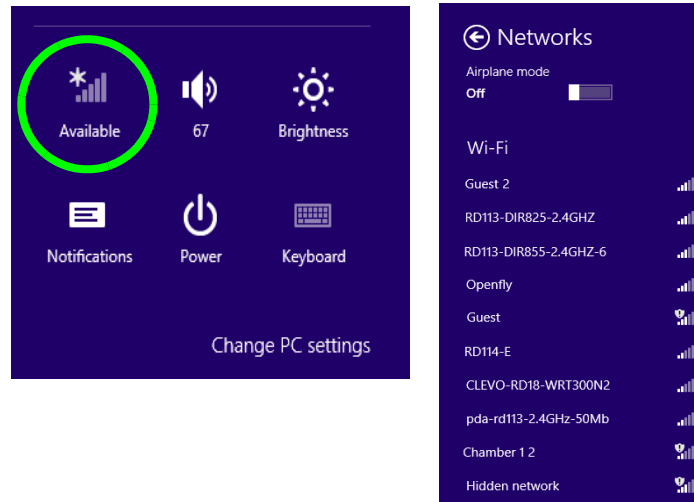 Available
67
Brightness
Notifications
Power
Keyboard
Change PC settings
Networks
Airplane mode
Off
Wi-Fi
Guest 2
RD113-DIR825-2.4GHZ
RD113-DIR855-2.4GHZ-6
Openfly
Guest
RD114-E
CLEVO-RD18-WRT300N2
pda-rd113-2.4GHz-50Mb
Chamber 1 2
Hidden network